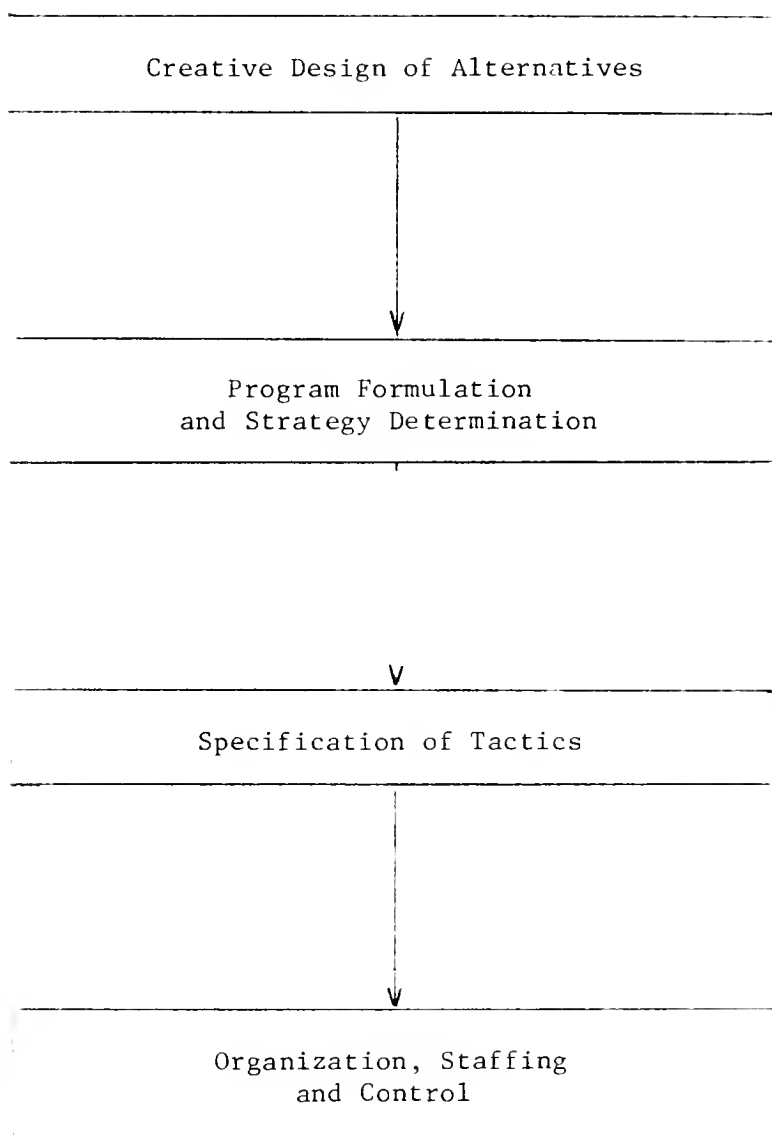 Creative Design of Alternatives
Program Formulation
and Strategy Determination
Specification of Tactics
Organization, Staffing
and Control